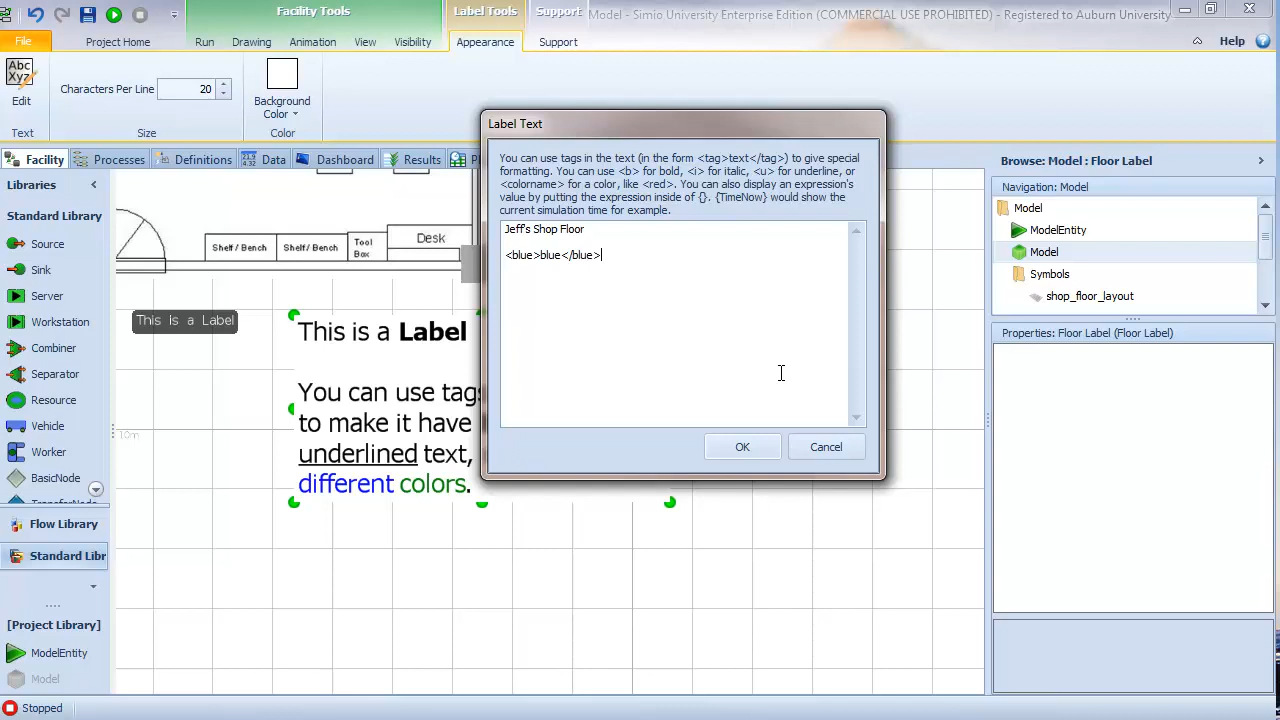 Facility Tools
Label Tools
Support
Model - Simio University Enterprise Edition (COMMERCIAL USE PROHIBITED) - Registered to Auburn University
File
Project Home
Run
Drawing
Animation
View
Visibility
Appearance
Support
Help
Abc
Xyz
Edit
Text
Characters Per Line
20
Size
Background
Color
Color
Facility
Processes
Definitions
21
4.32
Data
Dashboard
Results
P
Libraries
Standard Library
Source
Sink
Server
Workstation
Combiner
Separator
Resource
Vehicle
Worker
BasicNode
TransferNode
Flow Library
Standard Libr
[Project Library]
ModelEntity
Model
Stopped
Shelf / Bench
Shelf / Bench
Tool
Box
Desk
This is a Label
10m
This is a Label
You can use tags
to make it have
underlined text,
different colors.
Label Text
You can use tags in the text (in the form <tag>text</tag>) to give special
formatting. You can use <b> for bold, <i> for italic, <u> for underline, or
<colorname> for a color, like <red>. You can also display an expression's
value by putting the expression inside of {}. {TimeNow} would show the
current simulation time for example.
Jeff's Shop Floor
<blue>blue</blue>
OK
Cancel
Browse: Model : Floor Label
Navigation: Model
Model
ModelEntity
Model
Symbols
shop_floor_layout
Properties: Floor Label (Floor Label)